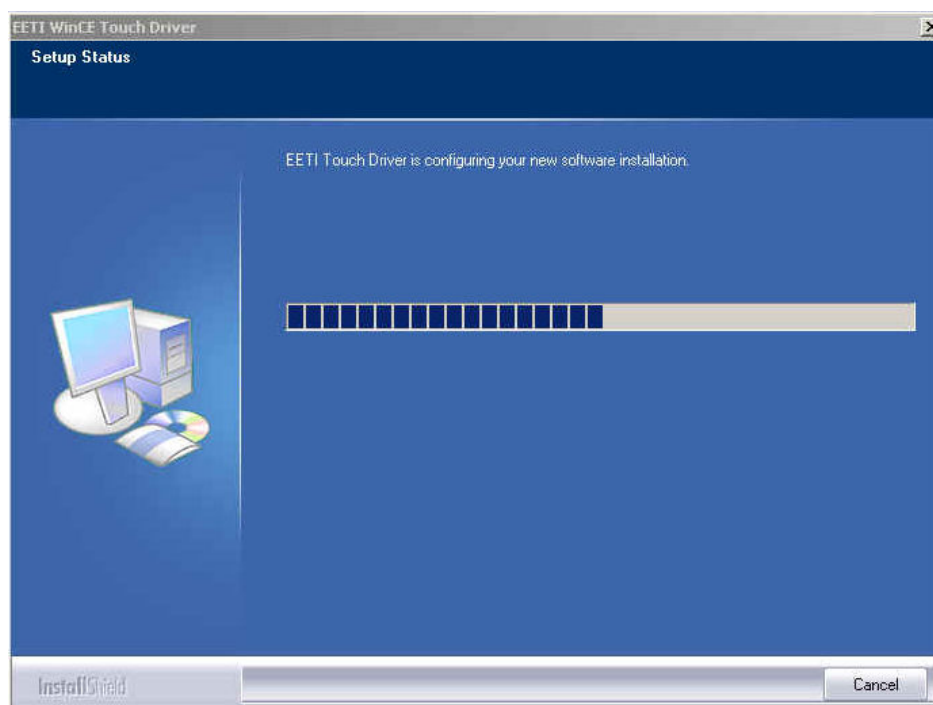 EETI WinCE Touch Driver
Setup Status
EETI Touch Driver is configuring your new software installation.
InstallShield
Cancel